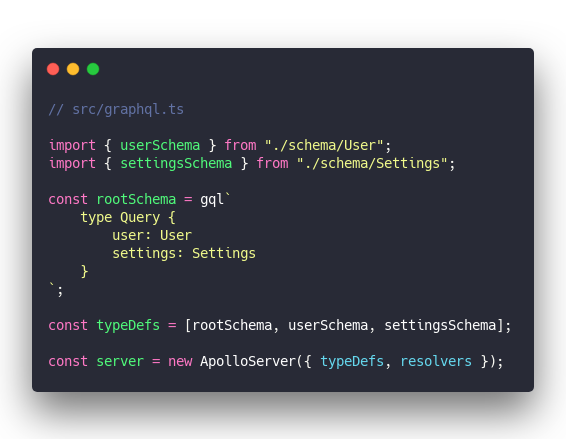 // src/graphql.ts
import { userSchema } from "./schema/User";
import { settingsSchema } from "./schema/Settings";
const rootSchema = gql`
    type Query {
        user: User
        settings: Settings
    }
`;
const typeDefs = [rootSchema, userSchema, settingsSchema];
const server = new ApolloServer({ typeDefs, resolvers });